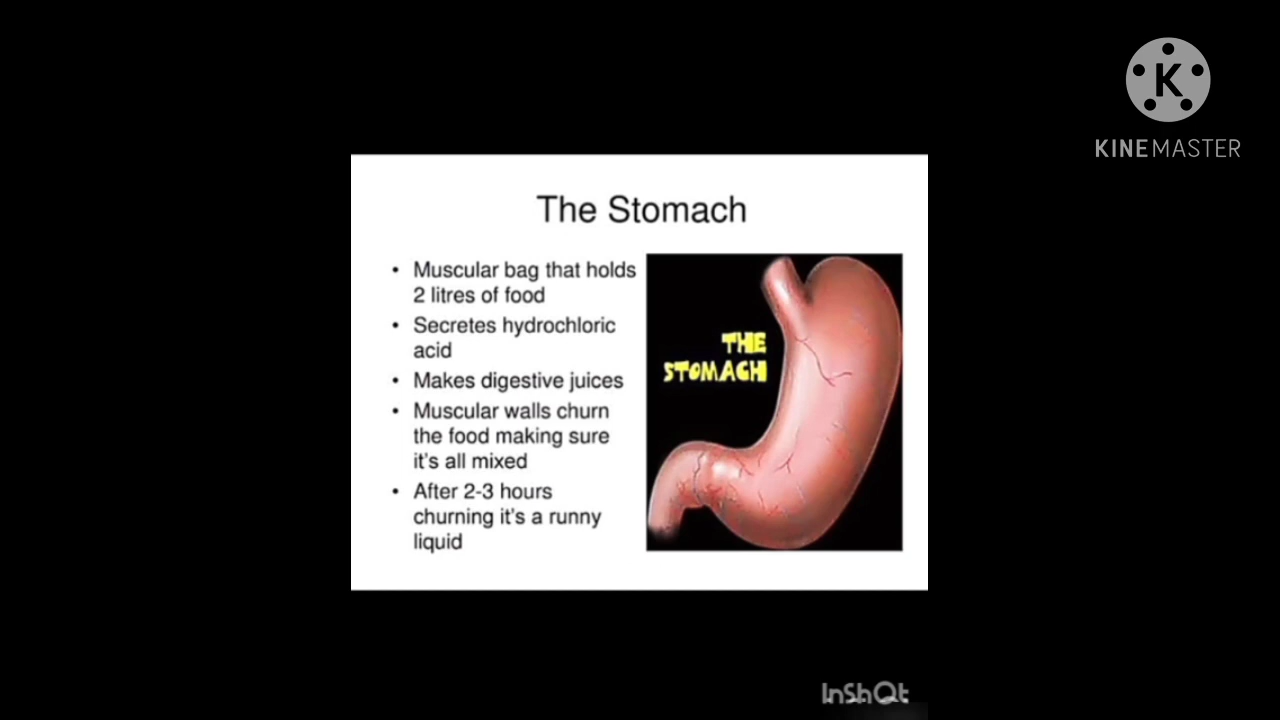 K
KINEMASTER
The Stomach
• Muscular bag that holds
2 litres of food
• Secretes hydrochloric
acid
• Makes digestive juices
• Muscular walls churn
the food making sure
it's all mixed
• After 2-3 hours
churning it's a runny
liquid
THE
STOMACH
InShOt